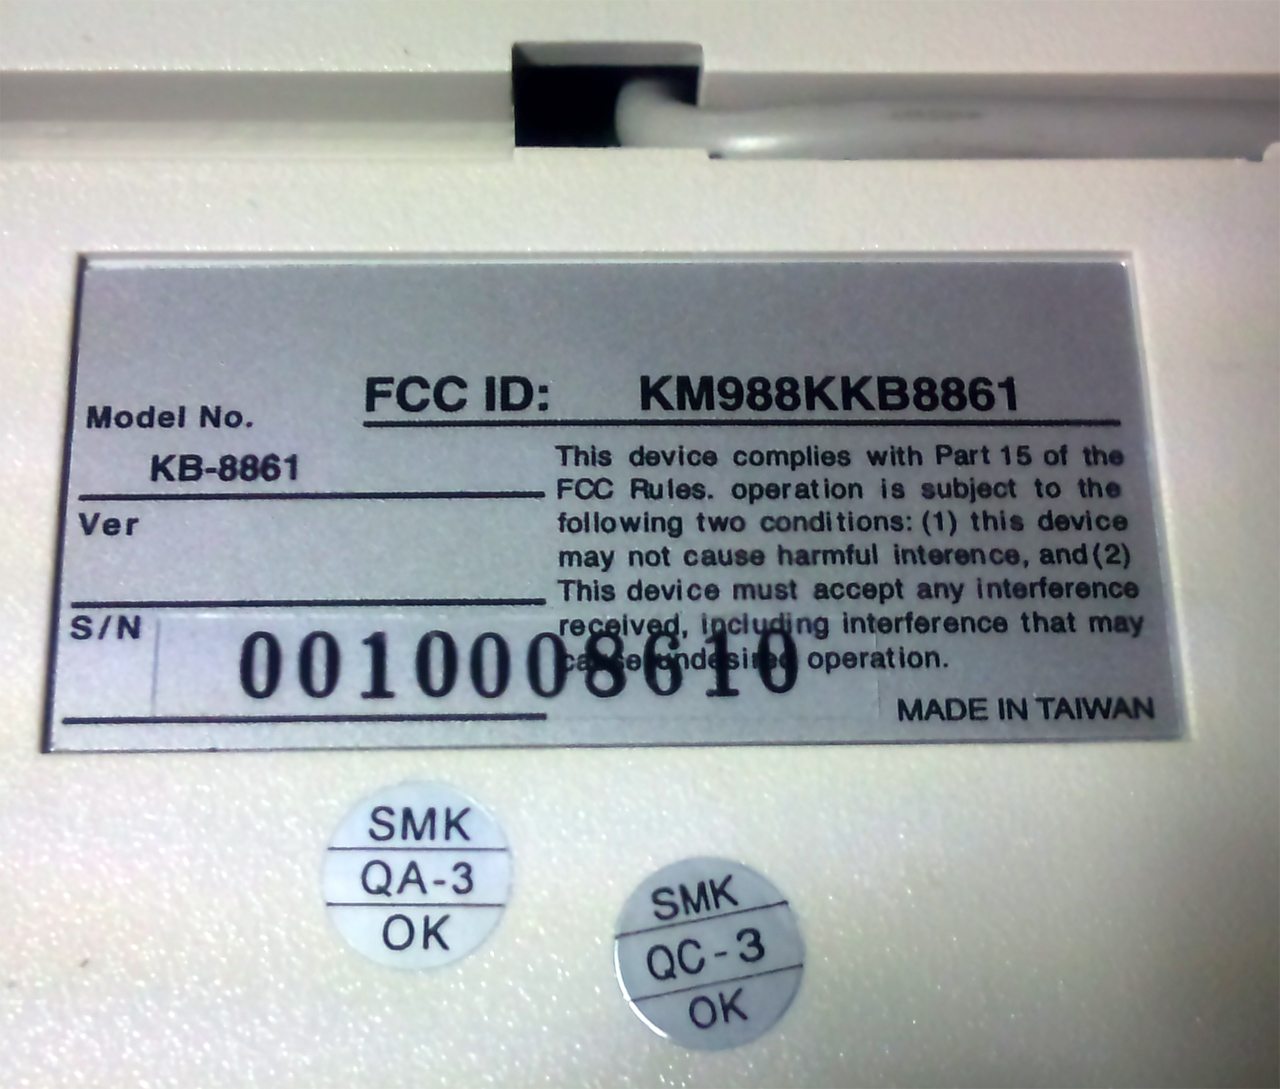 FCC ID: KM988KKB8861
Model No.
KB-8861
Ver
S/N
0010008610
This device complies with Part 15 of the
FCC Rules. operation is subject to the
following two conditions: (1) this device
may not cause harmful interence, and (2)
This device must accept any interference
received, including interference that may
cause undesired operation.
MADE IN TAIWAN
SMK
QA-3
OK
SMK
QC-3
OK